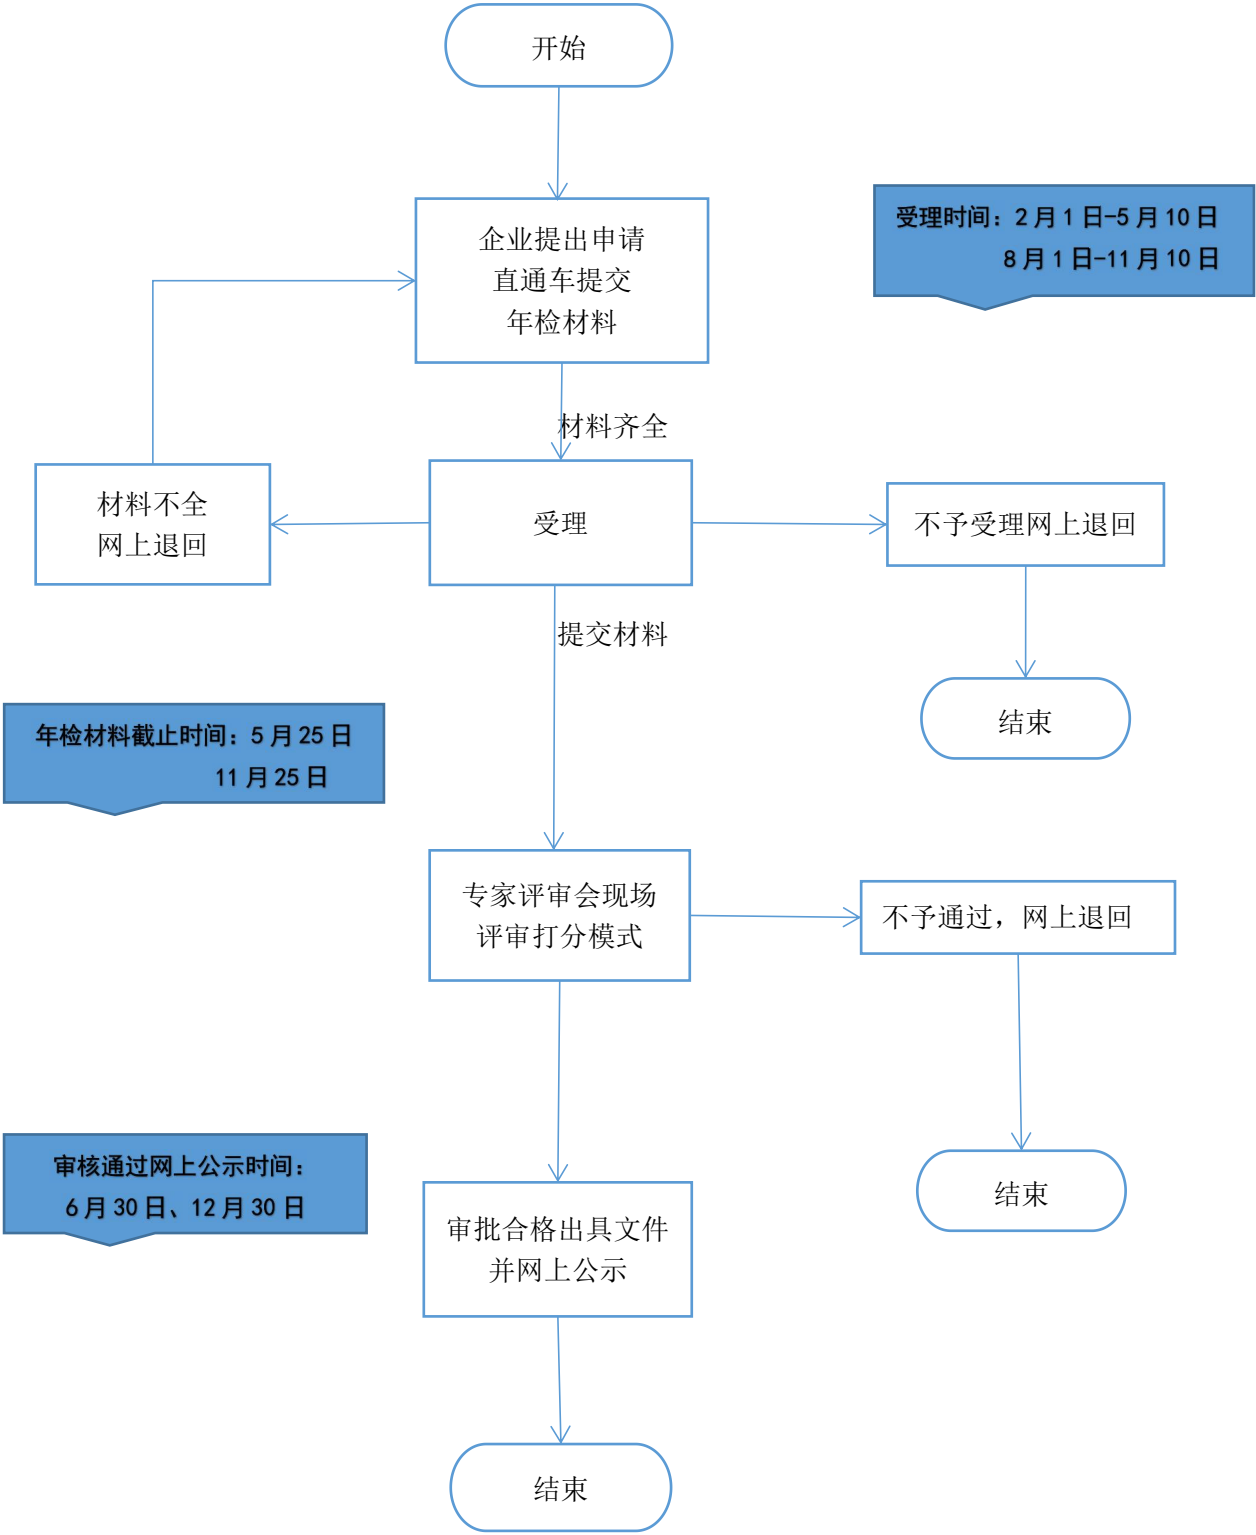 开始
企业提出申请
直通车提交
年检材料
受理时间：2月1日-5月10日
8月1日-11月10日
材料齐全
材料不全
网上退回
受理
不予受理网上退回
提交材料
结束
年检材料截止时间：5月25日
11月25日
专家评审会现场
评审打分模式
不予通过，网上退回
审核通过网上公示时间：
6月30日、12月30日
结束
审批合格出具文件
并网上公示
结束